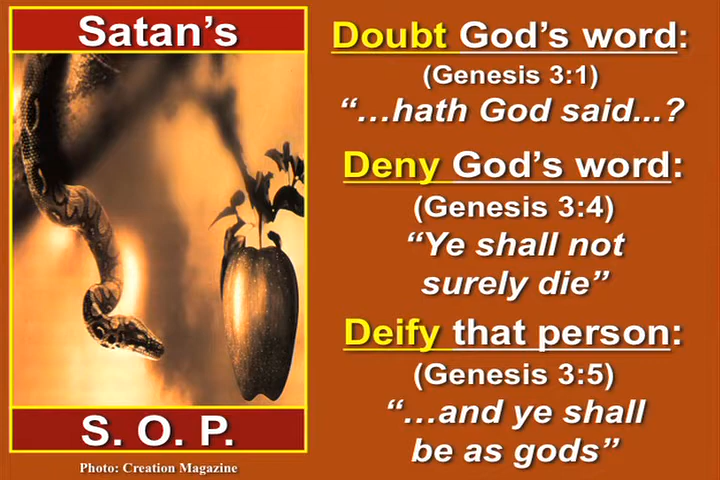 Satan’s
S. O. P.
Photo: Creation Magazine
Doubt God’s word:
(Genesis 3:1)
“...hath God said...?
Deny God’s word:
(Genesis 3:4)
“Ye shall not
surely die”
Deify that person:
(Genesis 3:5)
“...and ye shall
be as gods”